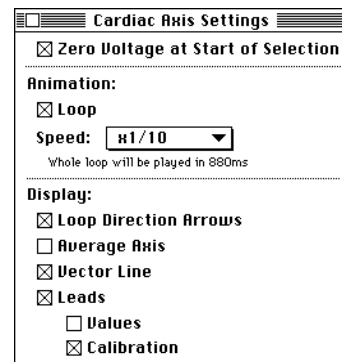 Cardiac Axis Settings
Zero Voltage at Start of Selection
Animation:
Loop
Speed: x1/10
Whole loop will be played in 880ms
Display:
Loop Direction Arrows
Average Axis
Vector Line
Leads
Values
Calibration